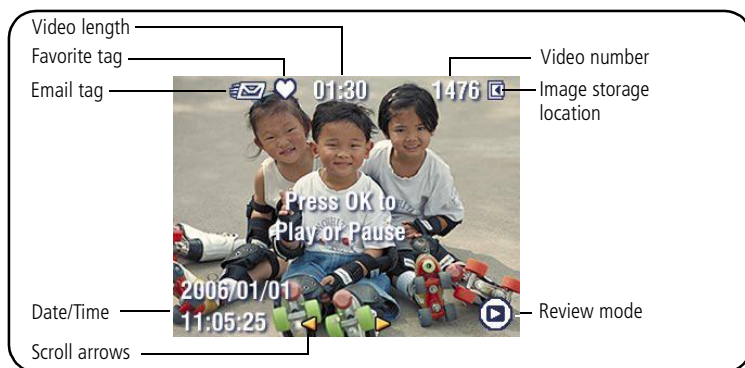 Video length
Favorite tag
Email tag
Video number
Image storage
location
01:30
1476
Press OK to
Play or Pause
2006/01/01
11:05:25
Date/Time
Scroll arrows
Review mode